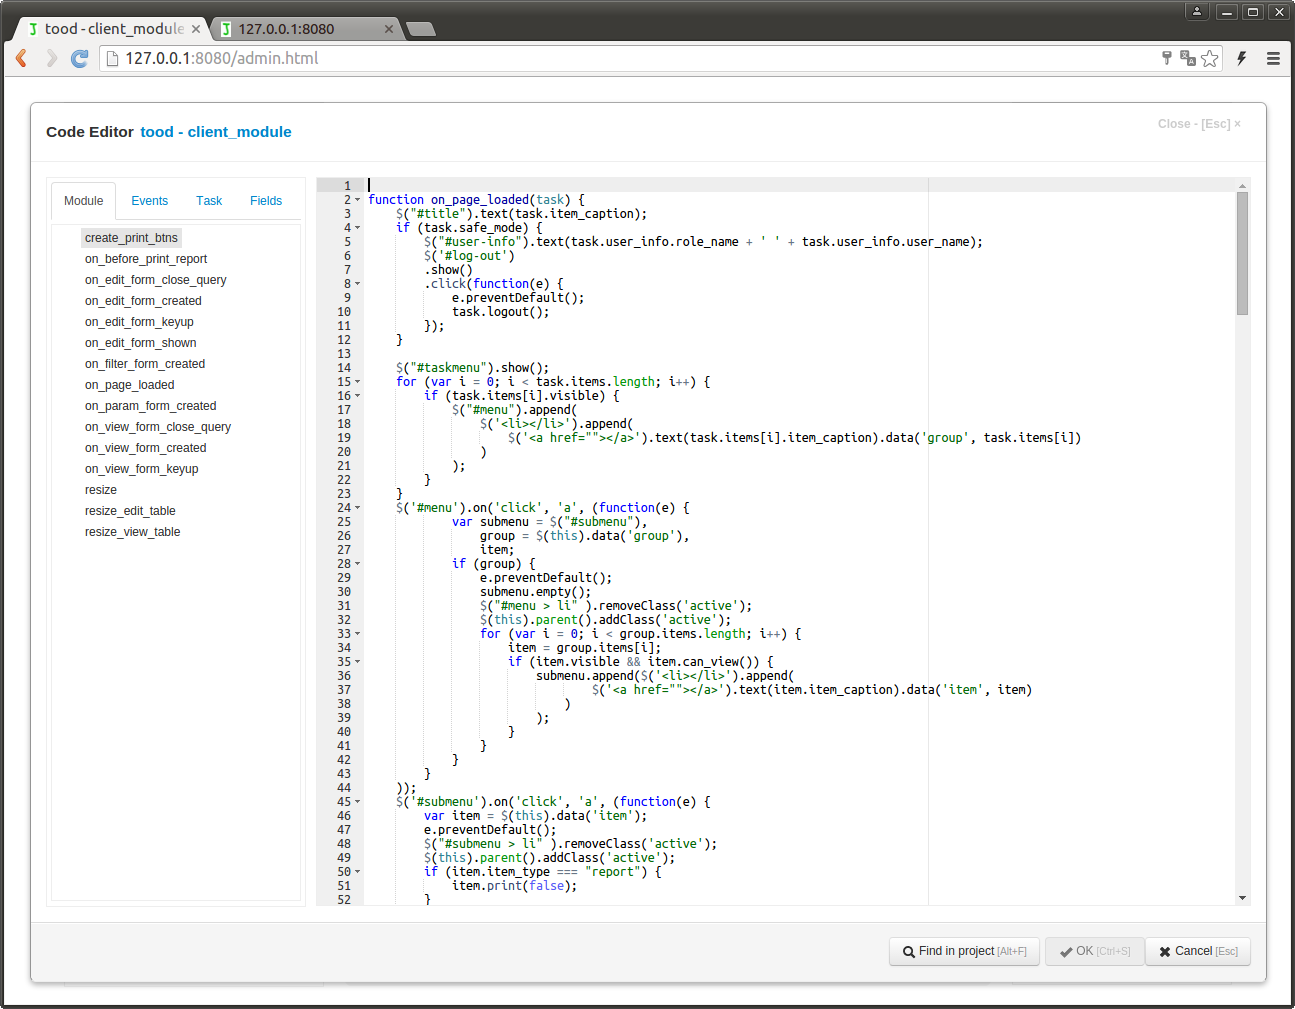 tood - client_module
127.0.0.1:8080
127.0.0.1:8080/admin.html
Code Editor tood - client_module
Close - [Esc] ×
Module Events Task Fields
create_print_btns
on_before_print_report
on_edit_form_close_query
on_edit_form_created
on_edit_form_keyup
on_edit_form_shown
on_filter_form_created
on_page_loaded
on_param_form_created
on_view_form_close_query
on_view_form_created
on_view_form_keyup
resize
resize_edit_table
resize_view_table
1
2 function on_page_loaded(task) {
3     $("#title").text(task.item_caption);
4     if (task.safe_mode) {
5         $("#user-info").text(task.user_info.role_name + ' ' + task.user_info.user_name);
6         $('#log-out')
7         .show()
8         .click(function(e) {
9             e.preventDefault();
10             task.logout();
11         });
12     }
13
14     $("#taskmenu").show();
15     for (var i = 0; i < task.items.length; i++) {
16         if (task.items[i].visible) {
17             $("#menu").append(
18                 $('<li></li>').append(
19                     $('<a href=""></a>').text(task.items[i].item_caption).data('group', task.items[i])
20                 )
21             );
22         }
23     }
24     $('#menu').on('click', 'a', (function(e) {
25             var submenu = $("#submenu"),
26                 group = $(this).data('group'),
27                 item;
28             if (group) {
29                 e.preventDefault();
30                 submenu.empty();
31                 $("#menu > li" ).removeClass('active');
32                 $(this).parent().addClass('active');
33                 for (var i = 0; i < group.items.length; i++) {
34                     item = group.items[i];
35                     if (item.visible && item.can_view()) {
36                         submenu.append($('<li></li>').append(
37                                 $('<a href=""></a>').text(item.item_caption).data('item', item)
38                             )
39                         );
40                     }
41                 }
42             }
43         }
44     ));
45     $('#submenu').on('click', 'a', (function(e) {
46         var item = $(this).data('item');
47         e.preventDefault();
48         $("#submenu > li" ).removeClass('active');
49         $(this).parent().addClass('active');
50         if (item.item_type === "report") {
51             item.print(false);
52         }
Find in project [Alt+F]
OK [Ctrl+S]
Cancel [Esc]